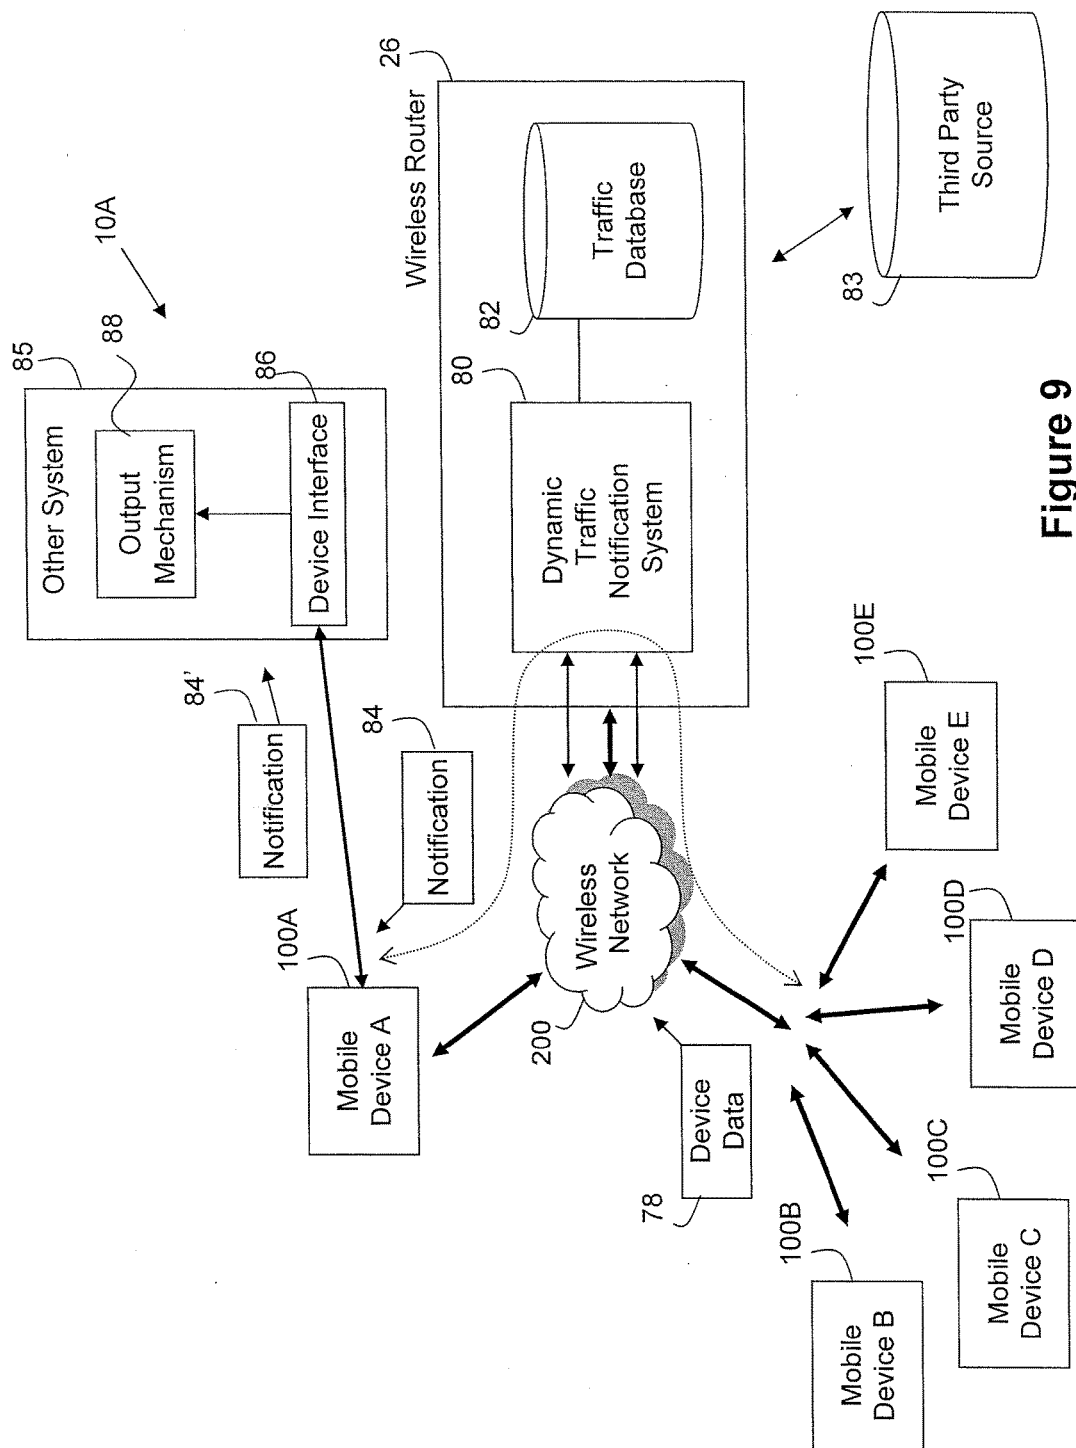 10A
85
Other System
88
Output
Mechanism
86
Device Interface
84'
Notification
84
Notification
100A
Mobile
Device A
26
Wireless Router
80
Dynamic
Traffic
Notification
System
82
Traffic
Database
83
Third Party
Source
200
Wireless
Network
78
Device
Data
100B
Mobile
Device B
100C
Mobile
Device C
100D
Mobile
Device D
100E
Mobile
Device E
Figure 9